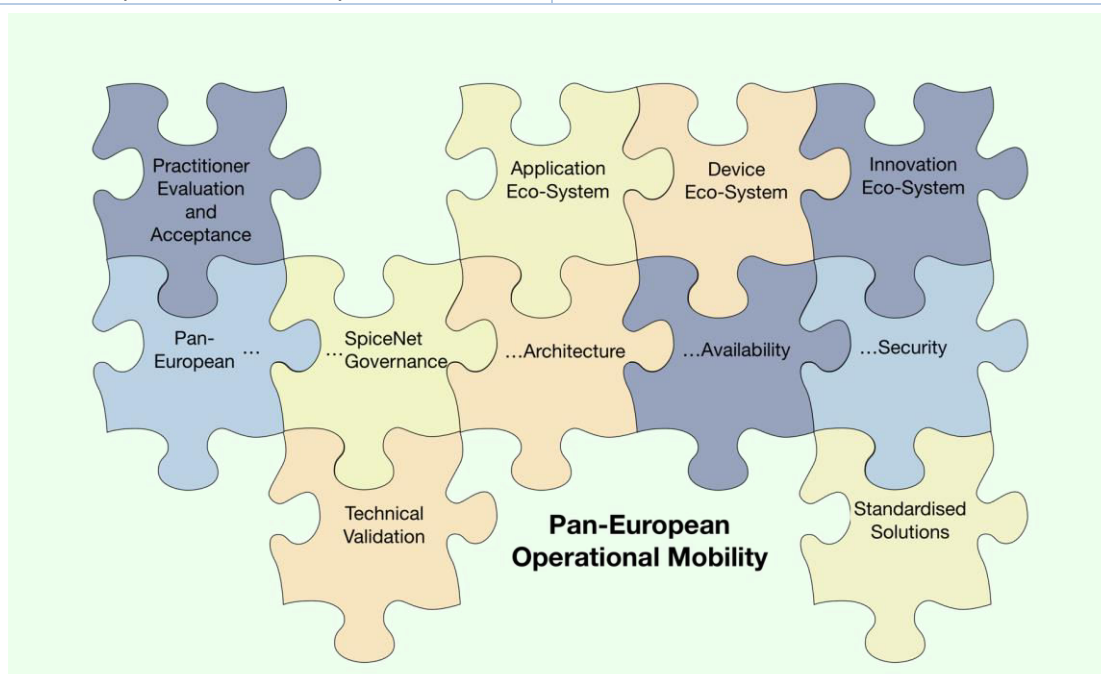 Practitioner
Evaluation
and
Acceptance
Application
Eco-System
Device
Eco-System
Innovation
Eco-System
Pan-
European ...
...SpiceNet
Governance
...Architecture
...Availability
...Security
Technical
Validation
Pan-European
Operational Mobility
Standardised
Solutions